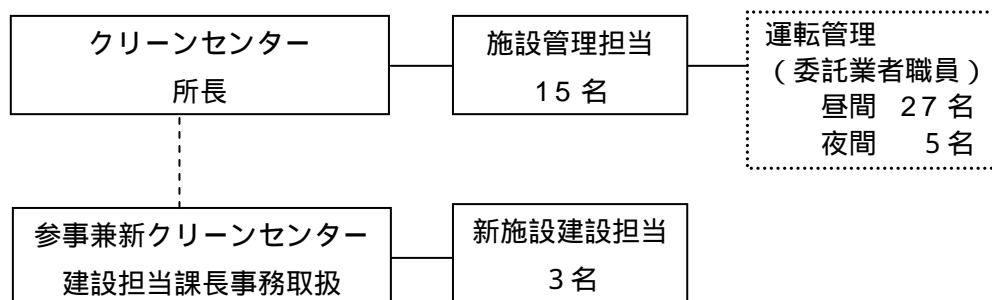 クリーンセンター
所長
施設管理担当
15名
運転管理
(委託業者職員)
昼間 27名
夜間 5名
参事兼新クリーンセンター
建設担当課長事務取扱
新施設建設担当
3名